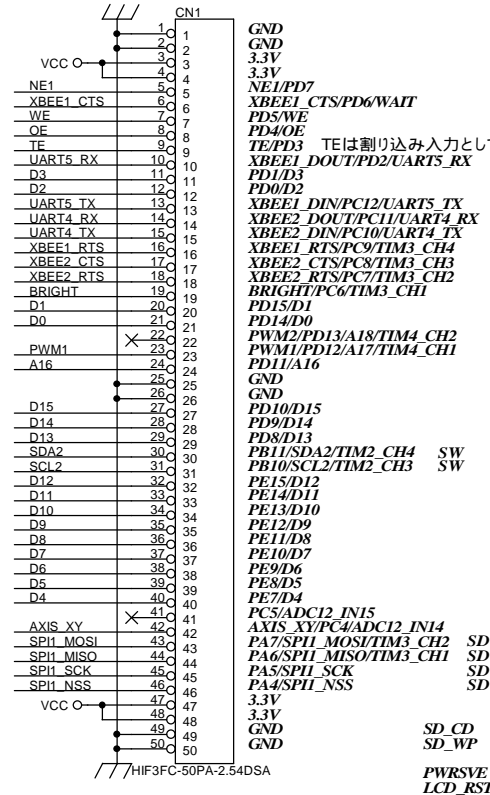 CN1
1 1 GND
2 2 GND
VCC 3 3 3.3V
4 4 3.3V
NE1 5 5 NE1/PD7
XBEE1_CTS 6 6 XBEE1_CTS/PD6/WAIT
WE 7 7 PD5/WE
OE 8 8 PD4/OE
TE 9 9 TE/PD3 TEは割り込み入力とし
UART5_RX 10 10 XBEE1_DOUT/PD2/UART5_RX
D3 11 11 PD1/D3
D2 12 12 PD0/D2
UART5_TX 13 13 XBEE1_DIN/PC12/UART5_TX
UART4_RX 14 14 XBEE2_DOUT/PC11/UART4_RX
UART4_TX 15 15 XBEE2_DIN/PC10/UART4_TX
XBEE1_RTS 16 16 XBEE1_RTS/PC9/TIM3_CH4
XBEE2_CTS 17 17 XBEE2_CTS/PC8/TIM3_CH3
XBEE2_RTS 18 18 XBEE2_RTS/PC7/TIM3_CH2
BRIGHT 19 19 BRIGHT/PC6/TIM3_CH1
D1 20 20 PD15/D1
D0 21 21 PD14/D0
22 22 PWM2/PD13/A18/TIM4_CH2
PWM1 23 23 PWM1/PD12/A17/TIM4_CH1
A16 24 24 PD11/A16
25 25 GND
26 26 GND
D15 27 27 PD10/D15
D14 28 28 PD9/D14
D13 29 29 PD8/D13
SDA2 30 30 PB11/SDA2/TIM2_CH4 SW
SCL2 31 31 PB10/SCL2/TIM2_CH3 SW
D12 32 32 PE15/D12
D11 33 33 PE14/D11
D10 34 34 PE13/D10
D9 35 35 PE12/D9
D8 36 36 PE11/D8
D7 37 37 PE10/D7
D6 38 38 PE9/D6
D5 39 39 PE8/D5
D4 40 40 PE7/D4
41 41 PC5/ADC12_IN15
AXIS_XY 42 42 AXIS_XY/PC4/ADC12_IN14
SPI1_MOSI 43 43 PA7/SPI1_MOSI/TIM3_CH2 SD
SPI1_MISO 44 44 PA6/SPI1_MISO/TIM3_CH1 SD
SPI1_SCK 45 45 PA5/SPI1_SCK SD
SPI1_NSS 46 46 PA4/SPI1_NSS SD
VCC 47 47 3.3V
48 48 3.3V
49 49 GND SD_CD
50 50 GND SD_WP
HIF3FC-50PA-2.54DSA
PWRSVE
LCD_RST